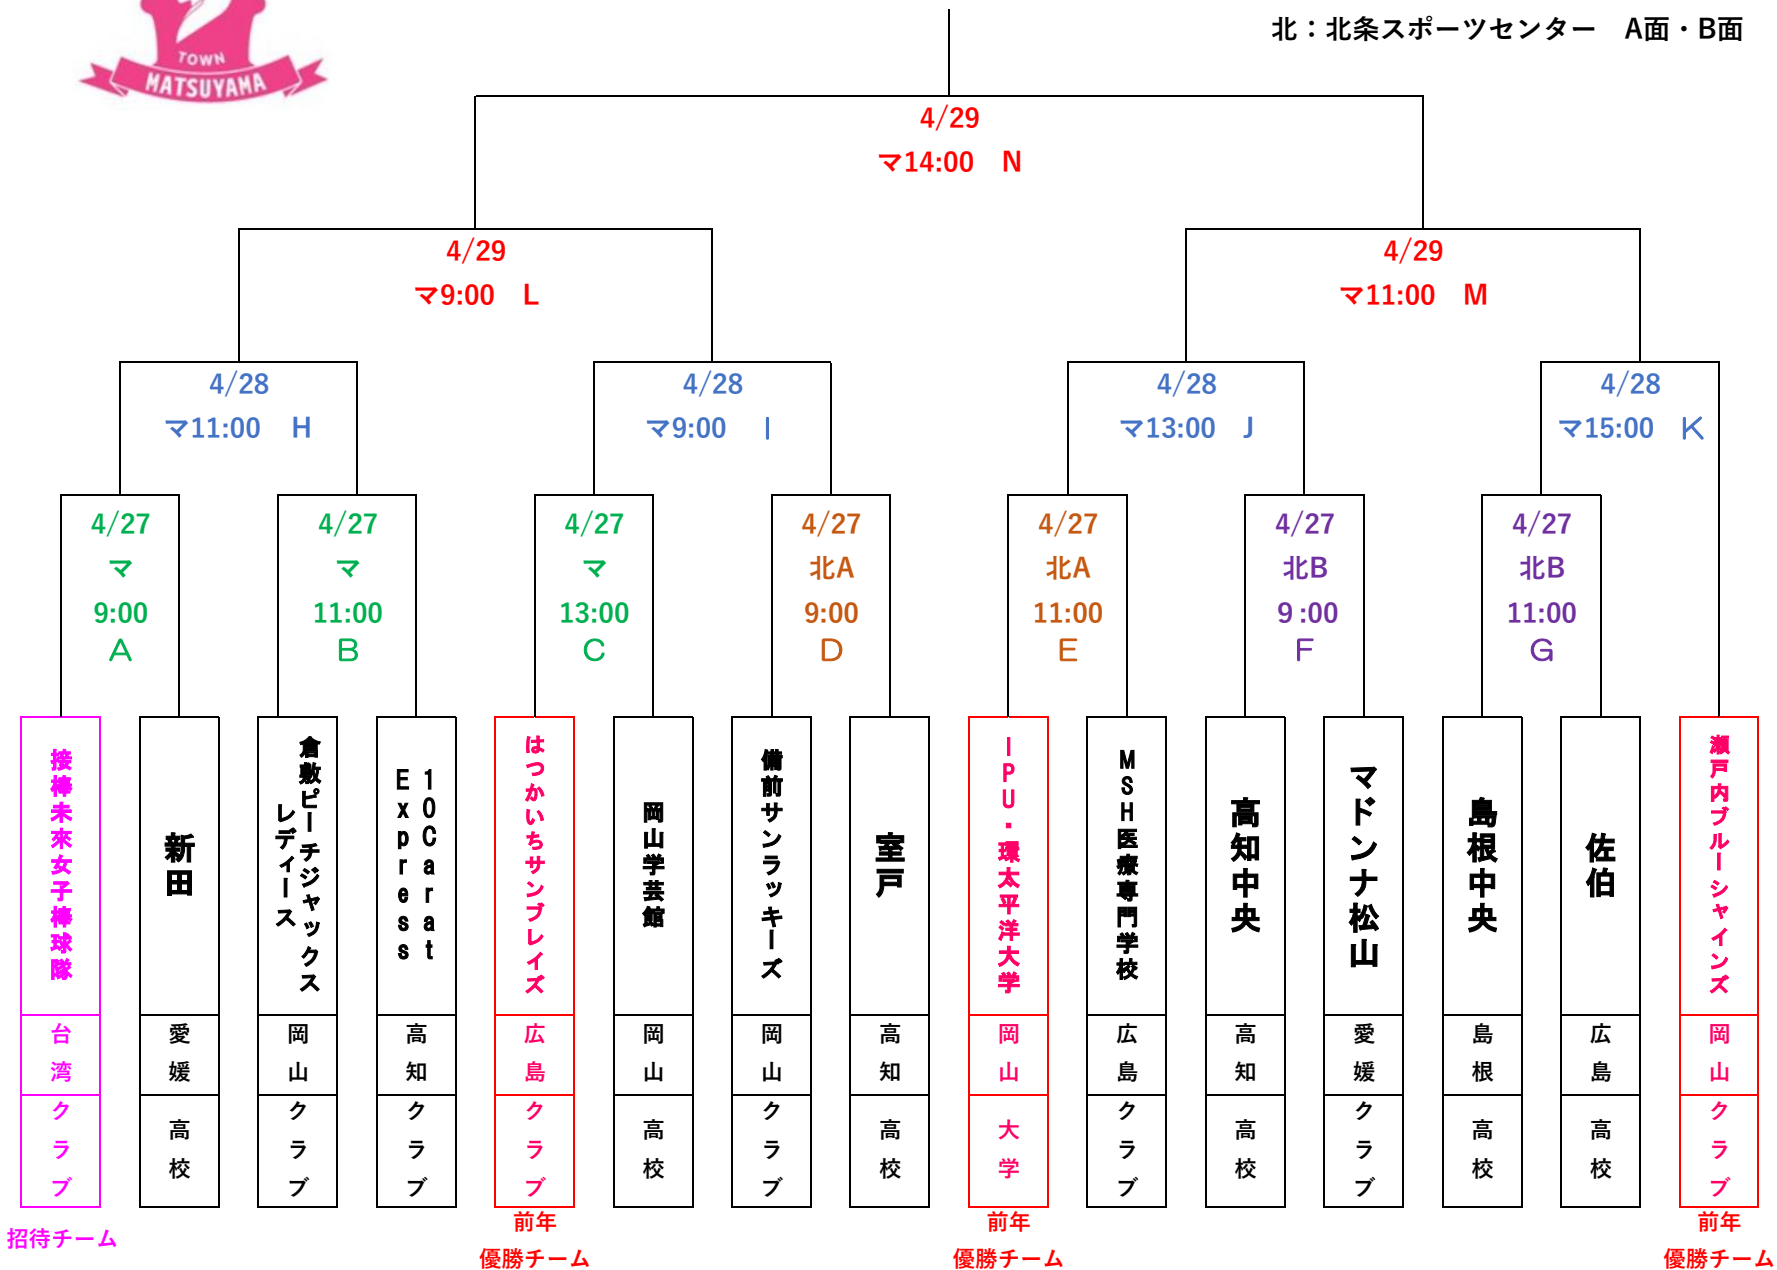 TOWN
MATSUYAMA
北：北条スポーツセンター　A面・B面
4/29
マ14:00　N
4/29
マ9:00　L
4/29
マ11:00　M
4/28
マ11:00　H
4/28
マ9:00　I
4/28
マ13:00　J
4/28
マ15:00　K
4/27
マ
9:00
A
4/27
マ
11:00
B
4/27
マ
13:00
C
4/27
北A
9:00
D
4/27
北A
11:00
E
4/27
北B
9 :00
F
4/27
北B
11:00
G
接棒未來女子棒球隊
台湾
クラブ
招待チーム
新田
愛媛
高校
倉敷ピーチジャックス
レディース
岡山
クラブ
10Carat
Express
高知
クラブ
はつかいちサンブレイズ
広島
クラブ
前年
優勝チーム
岡山学芸館
岡山
高校
備前サンラッキーズ
岡山
クラブ
室戸
高知
高校
IPU・環太平洋大学
岡山
大学
前年
優勝チーム
MSH医療専門学校
広島
クラブ
高知中央
高知
高校
マドンナ松山
愛媛
クラブ
島根中央
島根
高校
佐伯
広島
高校
瀬戸内ブルーシャインズ
岡山
クラブ
前年
優勝チーム